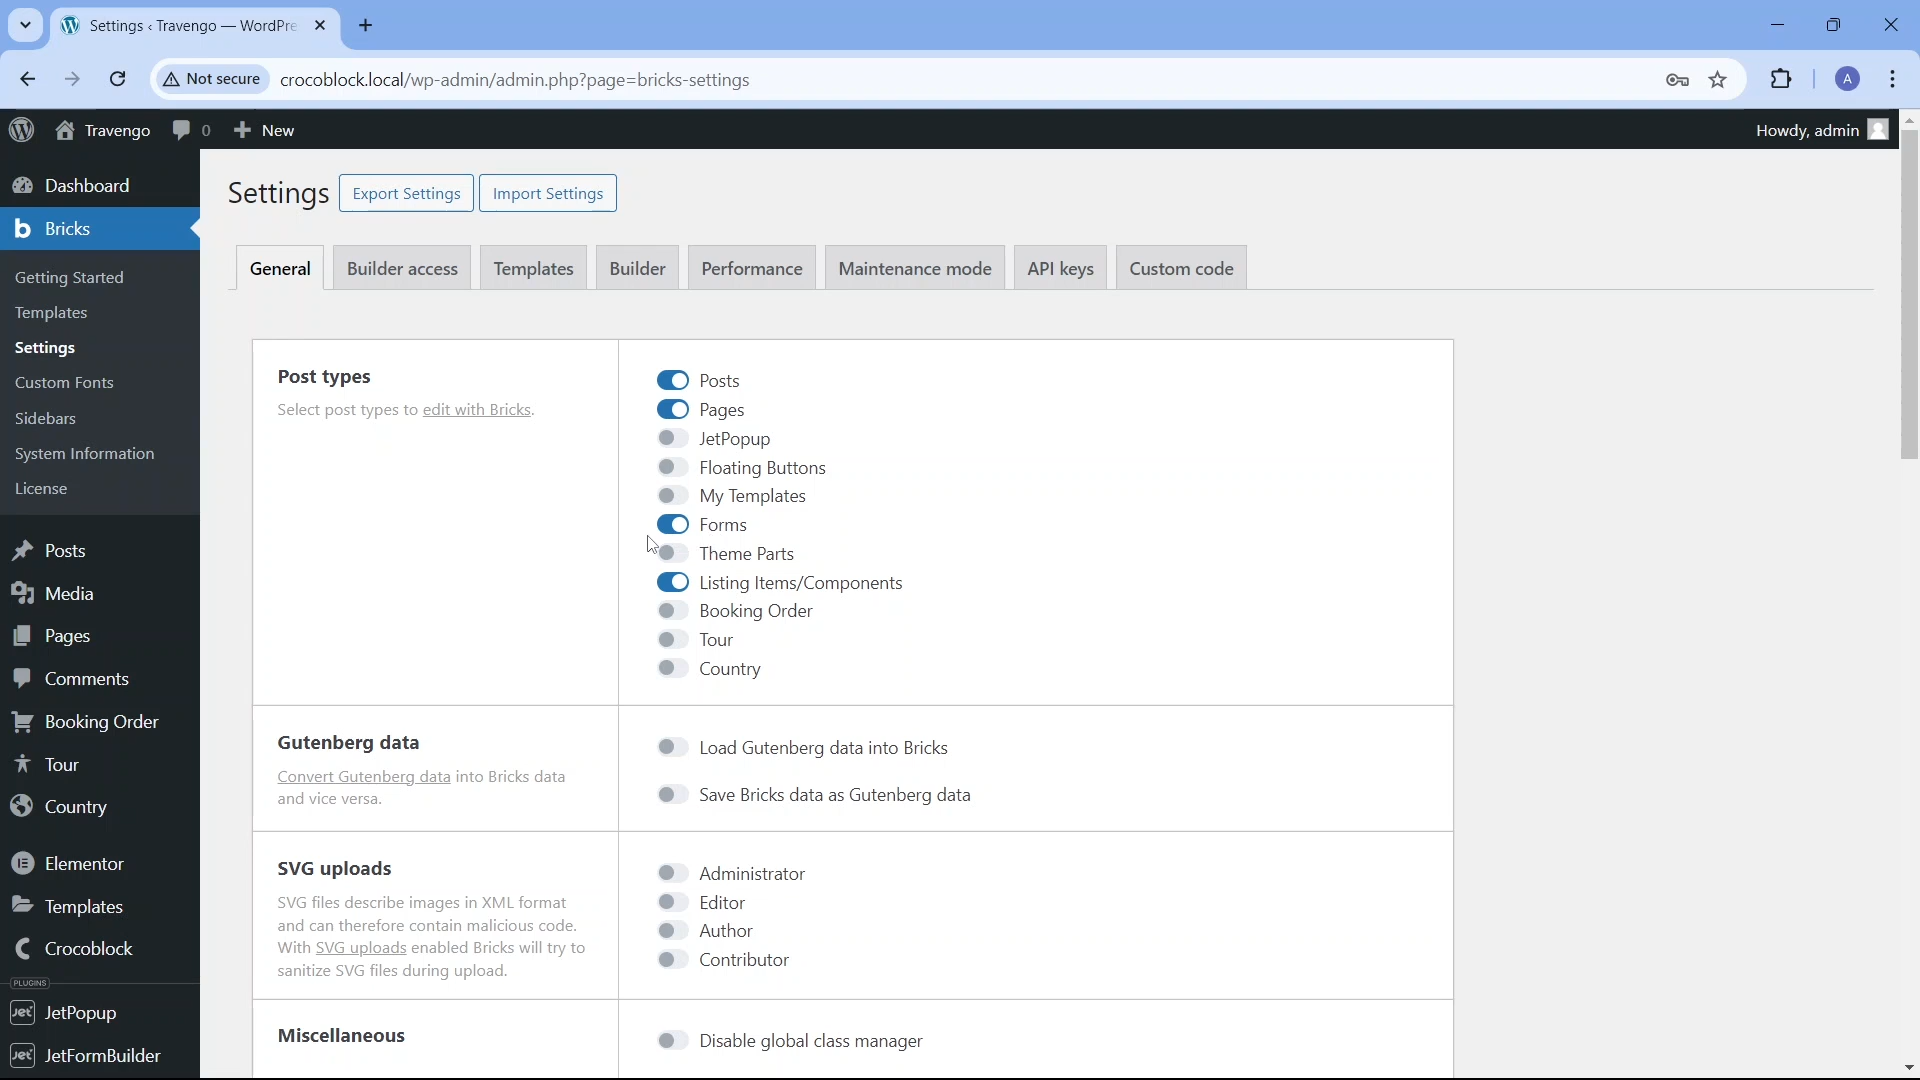 Settings ‹ Travengo — WordPre
Not secure
crocoblock.local/wp-admin/admin.php?page=bricks-settings
A
Travengo
0
New
Howdy, admin
Dashboard
Bricks
Getting Started
Templates
Settings
Custom Fonts
Sidebars
System Information
License
Posts
Media
Pages
Comments
Booking Order
Tour
Country
Elementor
Templates
Crocoblock
PLUGINS
Jet JetPopup
Jet JetFormBuilder
Settings
Export Settings
Import Settings
General
Builder access
Templates
Builder
Performance
Maintenance mode
API keys
Custom code
Post types
Select post types to edit with Bricks.
Posts
Pages
JetPopup
Floating Buttons
My Templates
Forms
Theme Parts
Listing Items/Components
Booking Order
Tour
Country
Gutenberg data
Convert Gutenberg data into Bricks data
and vice versa.
Load Gutenberg data into Bricks
Save Bricks data as Gutenberg data
SVG uploads
SVG files describe images in XML format
and can therefore contain malicious code.
With SVG uploads enabled Bricks will try to
sanitize SVG files during upload.
Administrator
Editor
Author
Contributor
Miscellaneous
Disable global class manager